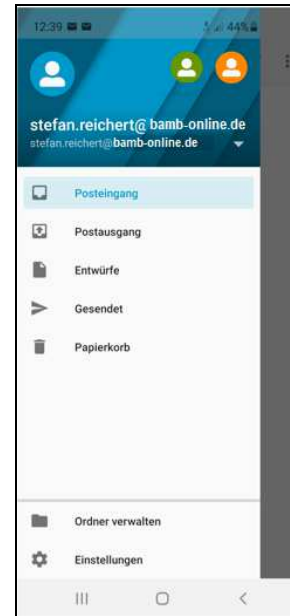 12:39 44%
stefan.reichert@ bamb-online.de
stefan.reichert@bamb-online.de
Posteingang
Postausgang
Entwürfe
Gesendet
Papierkorb
Ordner verwalten
Einstellungen